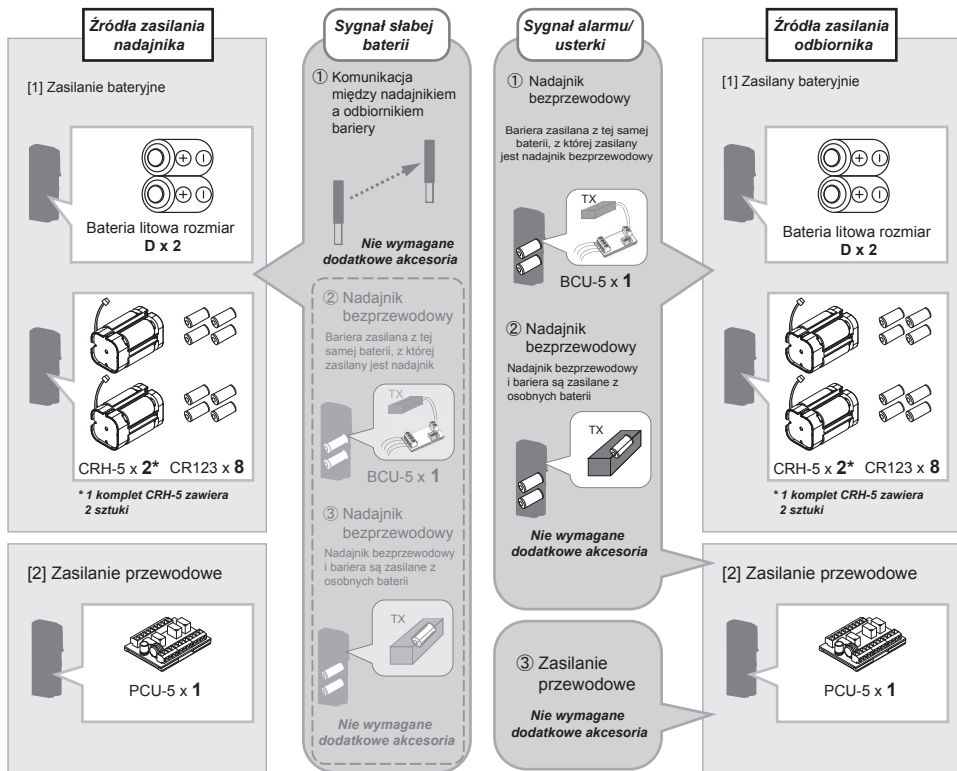 Źródła zasilania
nadajnika
[1] Zasilanie bateryjne
Bateria litowa rozmiar
D x 2
CRH-5 x 2* CR123 x 8
* 1 komplet CRH-5 zawiera
2 sztuki
[2] Zasilanie przewodowe
PCU-5 x 1
Sygnał słabej
baterii
① Komunikacja
między nadajnikiem
a odbiornikiem
bariery
Nie wymagane
dodatkowe akcesoria
② Nadajnik
bezprzewodowy
Bariera zasilana z tej
samej baterii, z której
zasilany jest nadajnik
TX
BCU-5 x 1
③ Nadajnik
bezprzewodowy
Nadajnik bezprzewodowy
i bariera są zasilane z
osobnych baterii
TX
Nie wymagane
dodatkowe akcesoria
Sygnał alarmu/
usterki
① Nadajnik
bezprzewodowy
Bariera zasilana z tej samej
baterii, z której zasilany
jest nadajnik bezprzewodowy
TX
BCU-5 x 1
② Nadajnik
bezprzewodowy
Nadajnik bezprzewodowy
i bariera są zasilane z
osobnych baterii
TX
Nie wymagane
dodatkowe akcesoria
③ Zasilanie
przewodowe
Nie wymagane
dodatkowe akcesoria
Źródła zasilania
odbiornika
[1] Zasilany bateryjnie
Bateria litowa rozmiar
D x 2
CRH-5 x 2* CR123 x 8
* 1 komplet CRH-5 zawiera
2 sztuki
[2] Zasilanie przewodowe
PCU-5 x 1